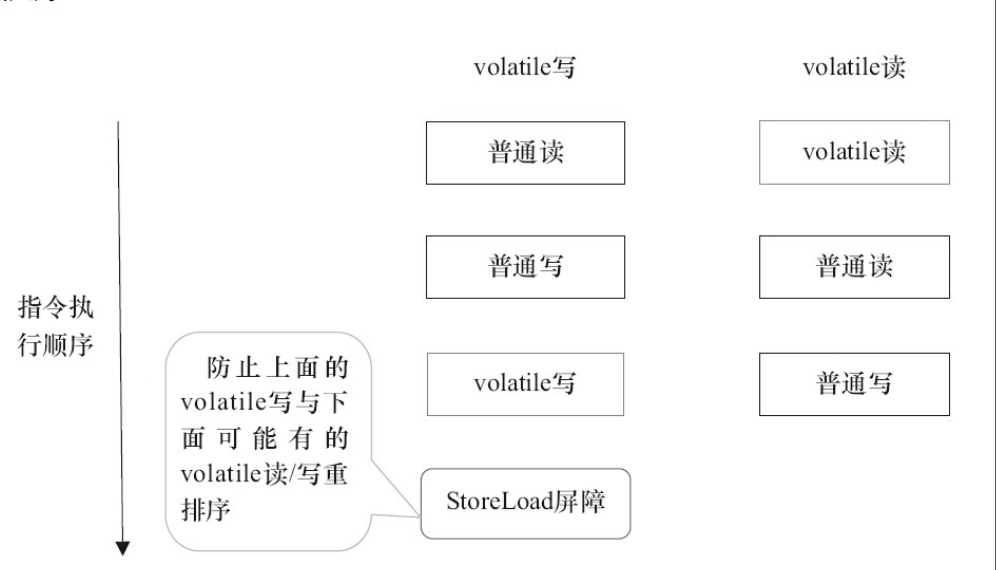 volatile写
volatile读
普通读
volatile读
普通写
普通读
指令执
行顺序
防止上面的
volatile写与下
面可能有的
volatile读/写重
排序
volatile写
普通写
StoreLoad屏障